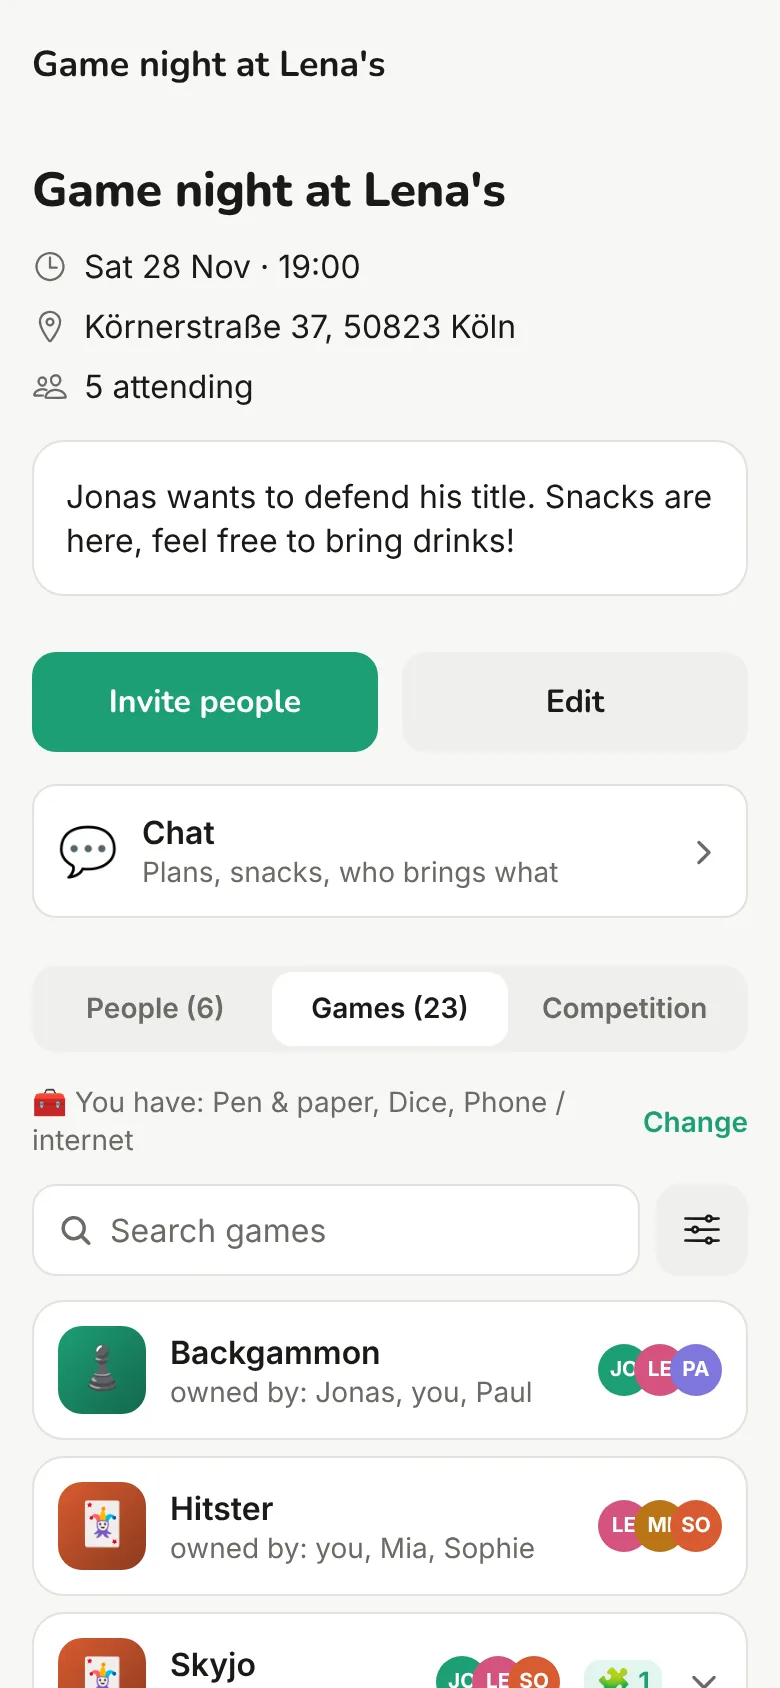 Game night at Lena's
Game night at Lena's
Sat 28 Nov · 19:00
Körnerstraße 37, 50823 Köln
5 attending
Jonas wants to defend his title. Snacks are
here, feel free to bring drinks!
Invite people
Edit
Chat
Plans, snacks, who brings what
People (6)
Games (23)
Competition
You have: Pen & paper, Dice, Phone /
internet
Change
Search games
Backgammon
owned by: Jonas, you, Paul
JO LE PA
Hitster
owned by: you, Mia, Sophie
LE MI SO
Skyjo
JO LE SO
1